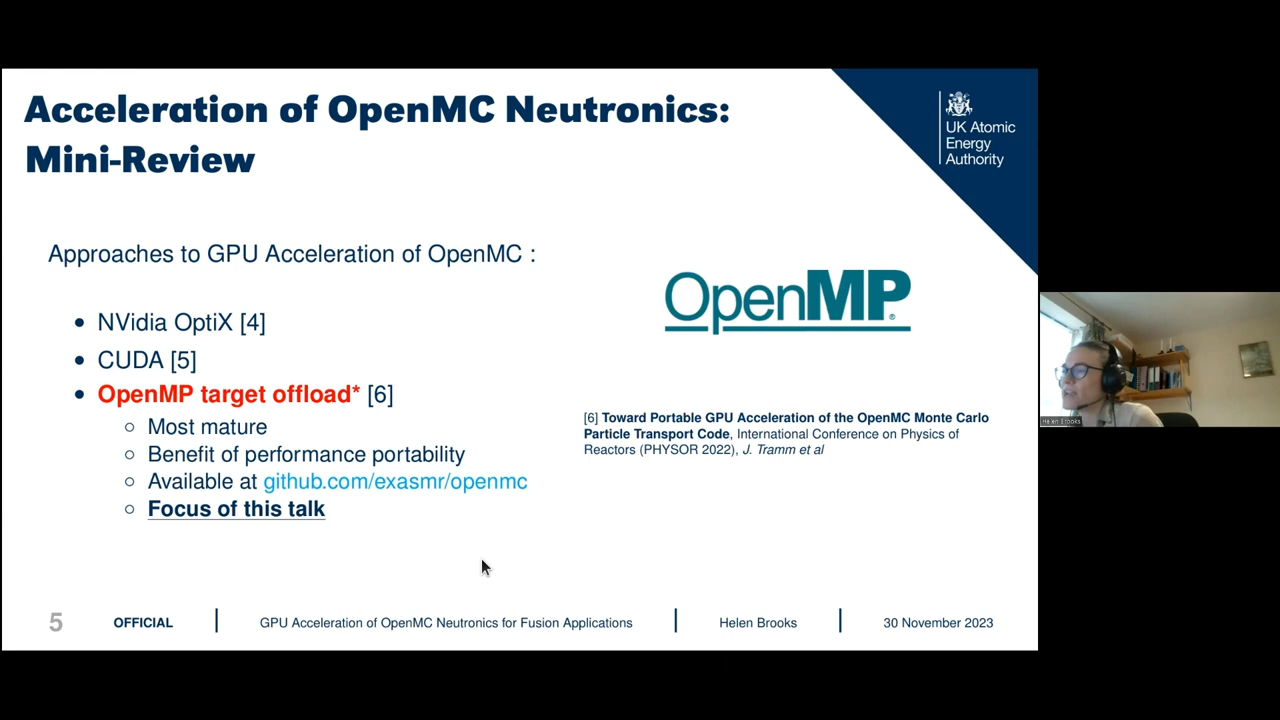 Acceleration of OpenMC Neutronics:
Mini-Review
UK Atomic
Energy
Authority
Approaches to GPU Acceleration of OpenMC :
• NVidia OptiX [4]
• CUDA [5]
• OpenMP target offload* [6]
○ Most mature
○ Benefit of performance portability
○ Available at github.com/exasmr/openmc
○ Focus of this talk
OpenMP®
[6] Toward Portable GPU Acceleration of the OpenMC Monte Carlo
Particle Transport Code, International Conference on Physics of
Reactors (PHYSOR 2022), J. Tramm et al
Helen Brooks
5 OFFICIAL | GPU Acceleration of OpenMC Neutronics for Fusion Applications | Helen Brooks | 30 November 2023